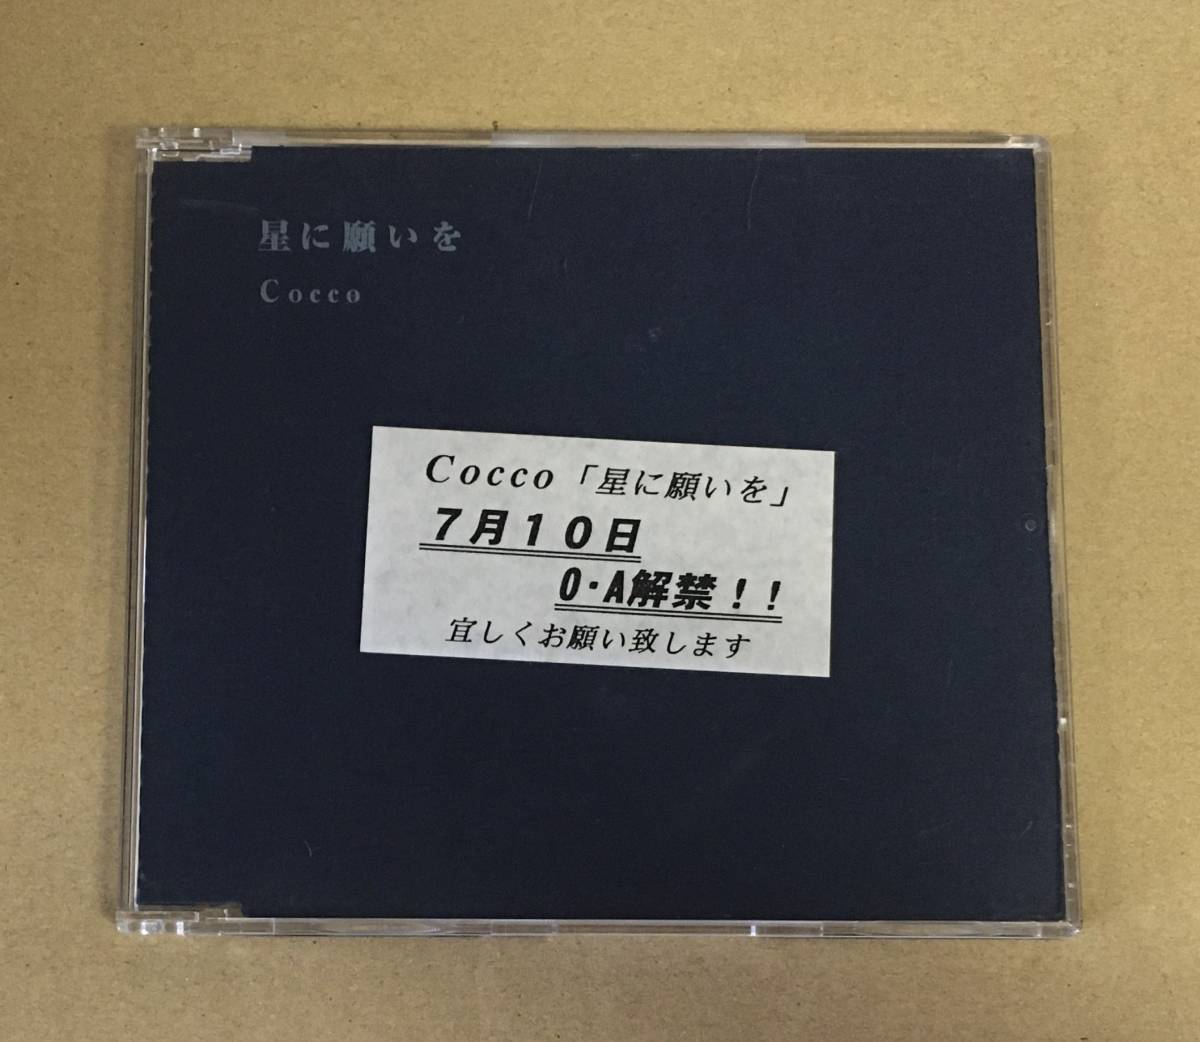 星に願いを
Cocco
Cocco「星に願いを」
７月１０日
O・A解禁！！
宜しくお願い致します